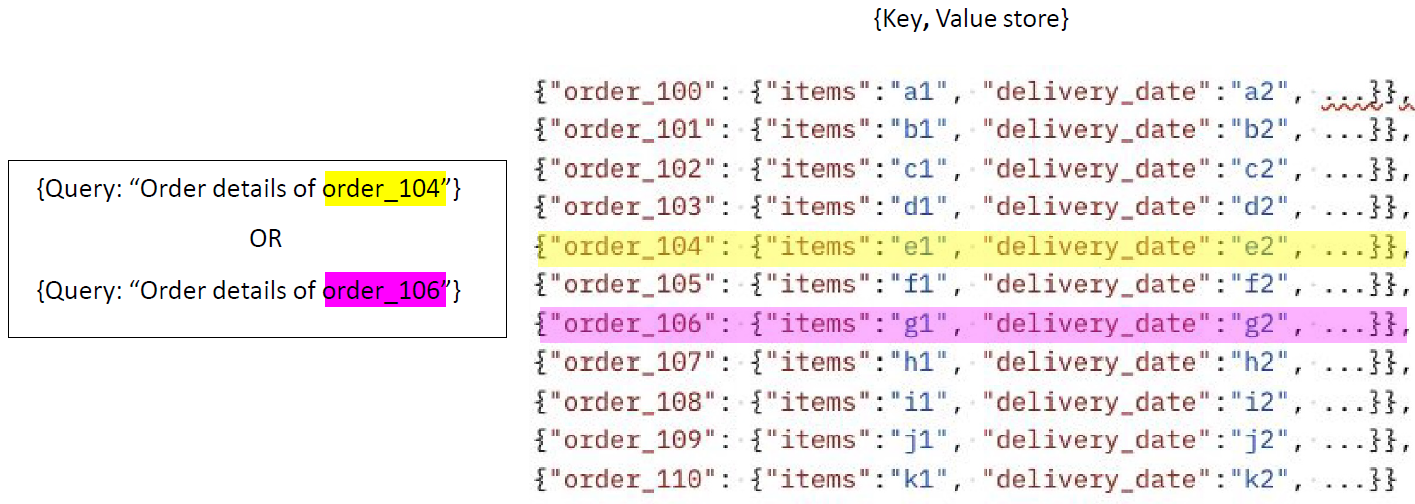 {Key, Value store}
{Query: “Order details of order_104”}
OR
{Query: “Order details of order_106”}
{"order_100": {"items":"a1", "delivery_date":"a2", ...}},
{"order_101": {"items":"b1", "delivery_date":"b2", ...}},
{"order_102": {"items":"c1", "delivery_date":"c2", ...}},
{"order_103": {"items":"d1", "delivery_date":"d2", ...}},
{"order_104": {"items":"e1", "delivery_date":"e2", ...}},
{"order_105": {"items":"f1", "delivery_date":"f2", ...}},
{"order_106": {"items":"g1", "delivery_date":"g2", ...}},
{"order_107": {"items":"h1", "delivery_date":"h2", ...}},
{"order_108": {"items":"i1", "delivery_date":"i2", ...}},
{"order_109": {"items":"j1", "delivery_date":"j2", ...}},
{"order_110": {"items":"k1", "delivery_date":"k2", ...}}